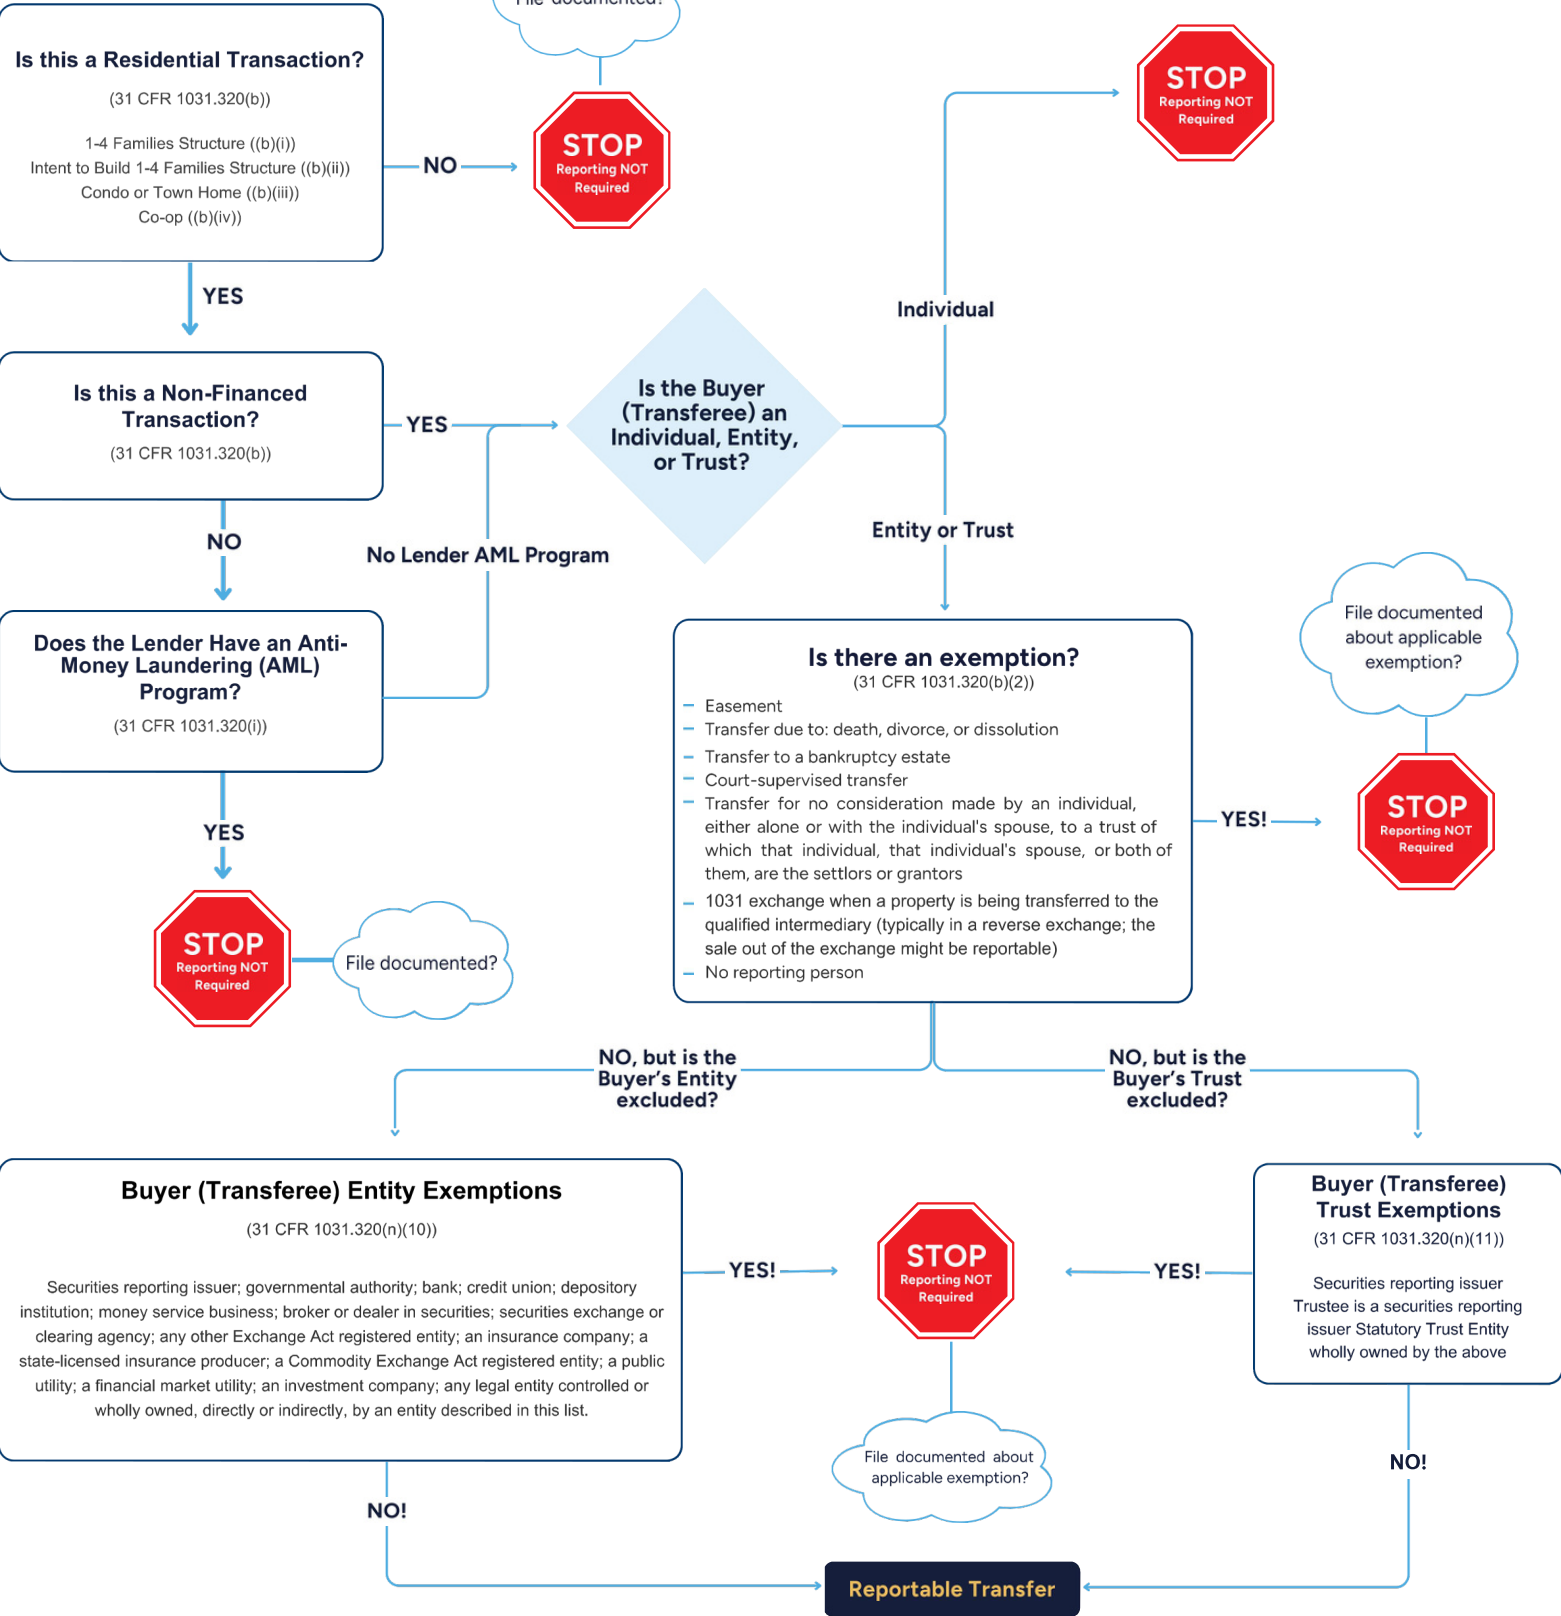 File documented?
Is this a Residential Transaction?
(31 CFR 1031.320(b))
1-4 Families Structure ((b)(i))
Intent to Build 1-4 Families Structure ((b)(ii))
Condo or Town Home ((b)(iii))
Co-op ((b)(iv))
NO
STOP
Reporting NOT
Required
STOP
Reporting NOT
Required
YES
Individual
Is this a Non-Financed
Transaction?
(31 CFR 1031.320(b))
YES
Is the Buyer
(Transferee) an
Individual, Entity,
or Trust?
NO
No Lender AML Program
Entity or Trust
Does the Lender Have an Anti-
Money Laundering (AML)
Program?
(31 CFR 1031.320(i))
YES
STOP
Reporting NOT
Required
File documented?
Is there an exemption?
(31 CFR 1031.320(b)(2))
– Easement
– Transfer due to: death, divorce, or dissolution
– Transfer to a bankruptcy estate
– Court-supervised transfer
– Transfer for no consideration made by an individual,
either alone or with the individual's spouse, to a trust of
which that individual, that individual's spouse, or both of
them, are the settlors or grantors
– 1031 exchange when a property is being transferred to the
qualified intermediary (typically in a reverse exchange; the
sale out of the exchange might be reportable)
– No reporting person
YES!
File documented
about applicable
exemption?
STOP
Reporting NOT
Required
NO, but is the
Buyer’s Entity
excluded?
NO, but is the
Buyer’s Trust
excluded?
Buyer (Transferee) Entity Exemptions
(31 CFR 1031.320(n)(10))
Securities reporting issuer; governmental authority; bank; credit union; depository
institution; money service business; broker or dealer in securities; securities exchange or
clearing agency; any other Exchange Act registered entity; an insurance company; a
state-licensed insurance producer; a Commodity Exchange Act registered entity; a public
utility; a financial market utility; an investment company; any legal entity controlled or
wholly owned, directly or indirectly, by an entity described in this list.
YES!
STOP
Reporting NOT
Required
YES!
Buyer (Transferee)
Trust Exemptions
(31 CFR 1031.320(n)(11))
Securities reporting issuer
Trustee is a securities reporting
issuer Statutory Trust Entity
wholly owned by the above
File documented about
applicable exemption?
NO!
NO!
Reportable Transfer